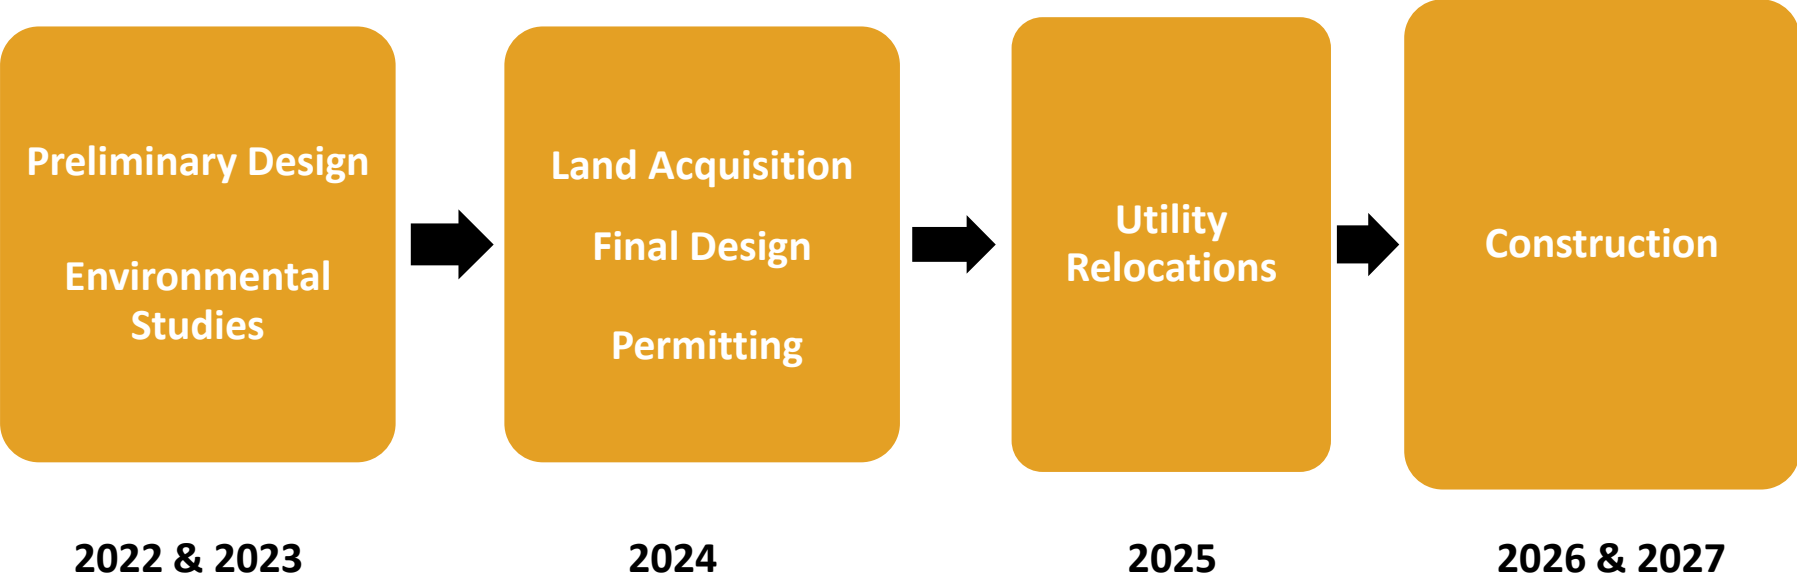 Preliminary Design
Environmental
Studies
Land Acquisition
Final Design
Permitting
Utility
Relocations
Construction
2022 & 2023
2024
2025
2026 & 2027